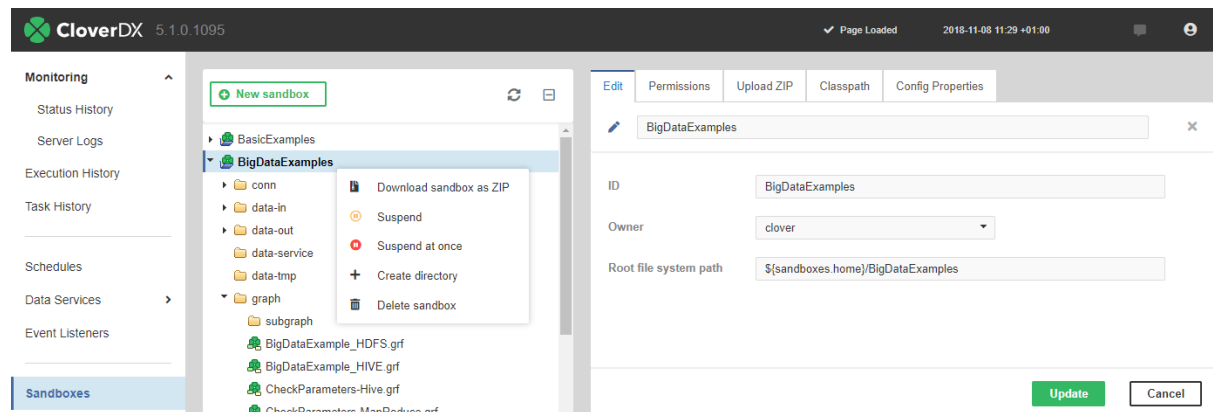 CloverDX 5.1.0.1095
Page Loaded
2018-11-08 11:29 +01:00
Monitoring
Status History
Server Logs
Execution History
Task History
Schedules
Data Services
Event Listeners
Sandboxes
New sandbox
BasicExamples
BigDataExamples
conn
data-in
data-out
data-service
data-tmp
graph
subgraph
BigDataExample_HDFS.grf
BigDataExample_HIVE.grf
CheckParameters-Hive.grf
CheckParameters-MapReduce.grf
Download sandbox as ZIP
Suspend
Suspend at once
Create directory
Delete sandbox
Edit Permissions Upload ZIP Classpath Config Properties
BigDataExamples
ID BigDataExamples
Owner clover
Root file system path ${sandboxes.home}/BigDataExamples
Update Cancel